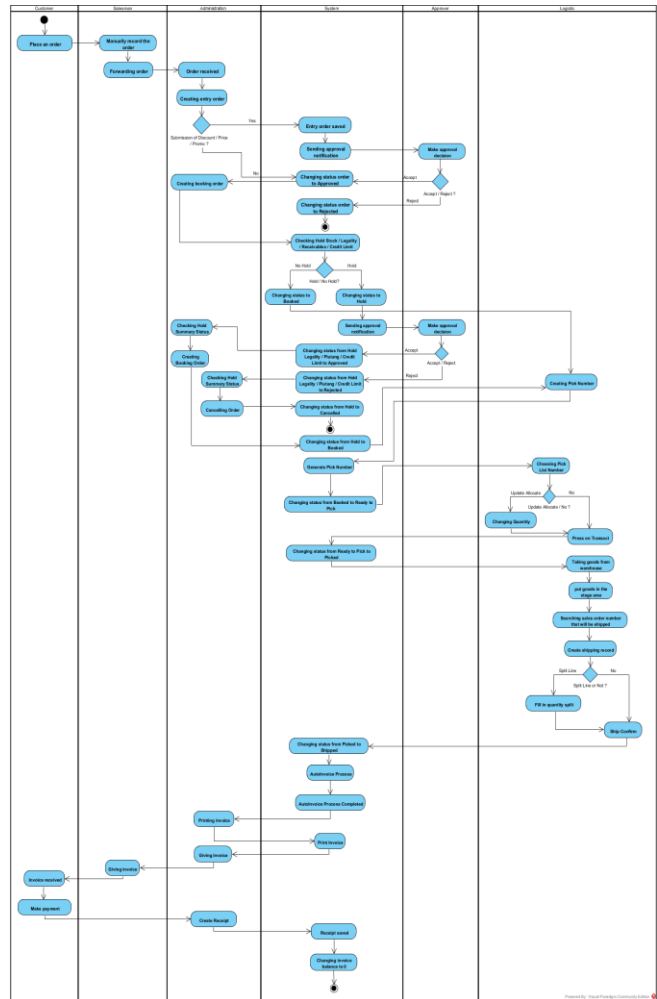 Customer
Salesman
Administration
System
Approver
Logistic
Place an order
Manually record the
order
Forwarding order
Order received
Creating entry order
Yes
Submission of Discount / Price
/ Promo ?
Entry order saved
Sending approval
notification
Make approval
decision
No
Accept
Creating booking order
Changing status order
to Approved
Accept / Reject ?
Reject
Changing status order
to Rejected
Checking Hold Stock / Legality
/ Receivables / Credit Limit
No Hold
Hold
Hold / No Hold?
Changing status to
Booked
Changing status to
Hold
Checking Hold
Summary Status
Sending approval
notification
Make approval
decision
Creating
Booking Order
Changing status from Hold
Legality / Piutang / Credit
Limit to Approved
Accept
Accept / Reject
Checking Hold
Summary Status
Changing status from Hold
Legality / Piutang / Credit
Limit to Rejected
Reject
Creating Pick Number
Cancelling Order
Changing status from Hold to
Cancelled
Changing status from Hold to
Booked
Generate Pick Number
Choosing Pick
List Number
Update Allocate
No
Update Allocate / No ?
Changing status from Booked to Ready to
Pick
Changing Quantity
Press on Transact
Changing status from Ready to Pick to
Picked
Taking goods from
warehouse
put goods in the
stage area
Searching sales order number
that will be shipped
Create shipping record
Split Line
No
Split Line or Not ?
Fill in quantity split
Ship Confirm
Changing status from Picked to
Shipped
AutoInvoice Process
AutoInvoice Process Completed
Printing Invoice
Print Invoice
Giving Invoice
Giving Invoice
Invoice received
Make payment
Create Receipt
Receipt saved
Changing invoice
balance to 0
Powered By Visual Paradigm Community Edition